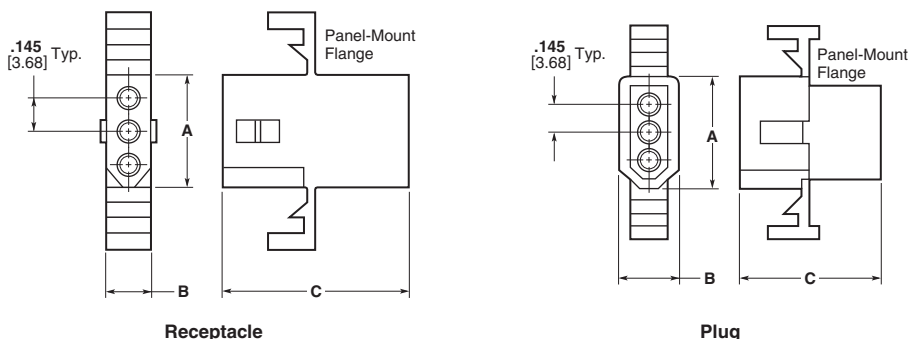 .145
[3.68] Typ.
Panel-Mount
Flange
A
B
C
Receptacle
.145
[3.68] Typ.
Panel-Mount
Flange
A
B
C
Plug